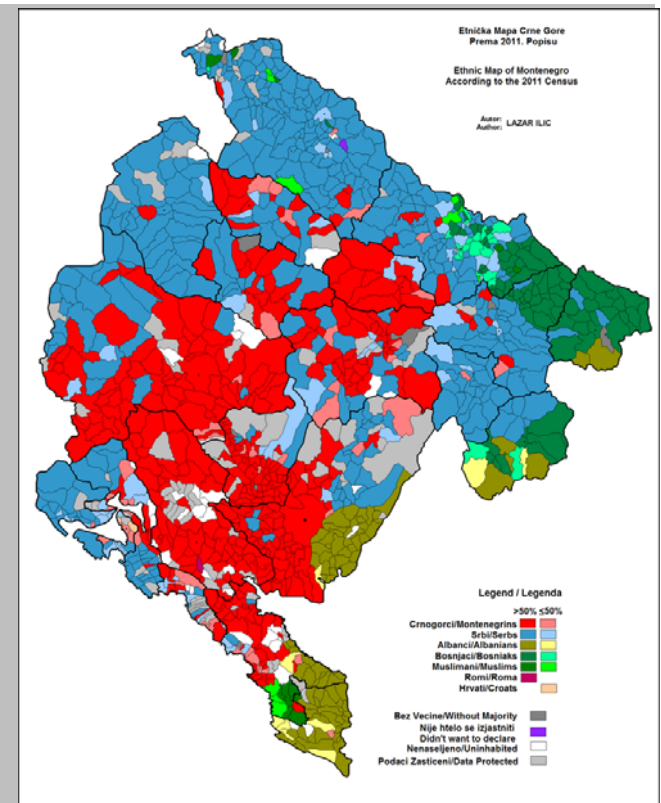 Etnička Mapa Crne Gore
Prema 2011. Popisu
Ethnic Map of Montenegro
According to the 2011 Census
Autor:
Author: LAZAR ILIC
Legend / Legenda
>50% ≤50%
Crnogorci/Montenegrins
Srbi/Serbs
Albanci/Albanians
Bosnjaci/Bosniaks
Muslimani/Muslims
Romi/Roma
Hrvati/Croats
Bez Vecine/Without Majority
Nije htelo se izjastniti
Didn't want to declare
Nenaseljeno/Uninhabited
Podaci Zasticeni/Data Protected